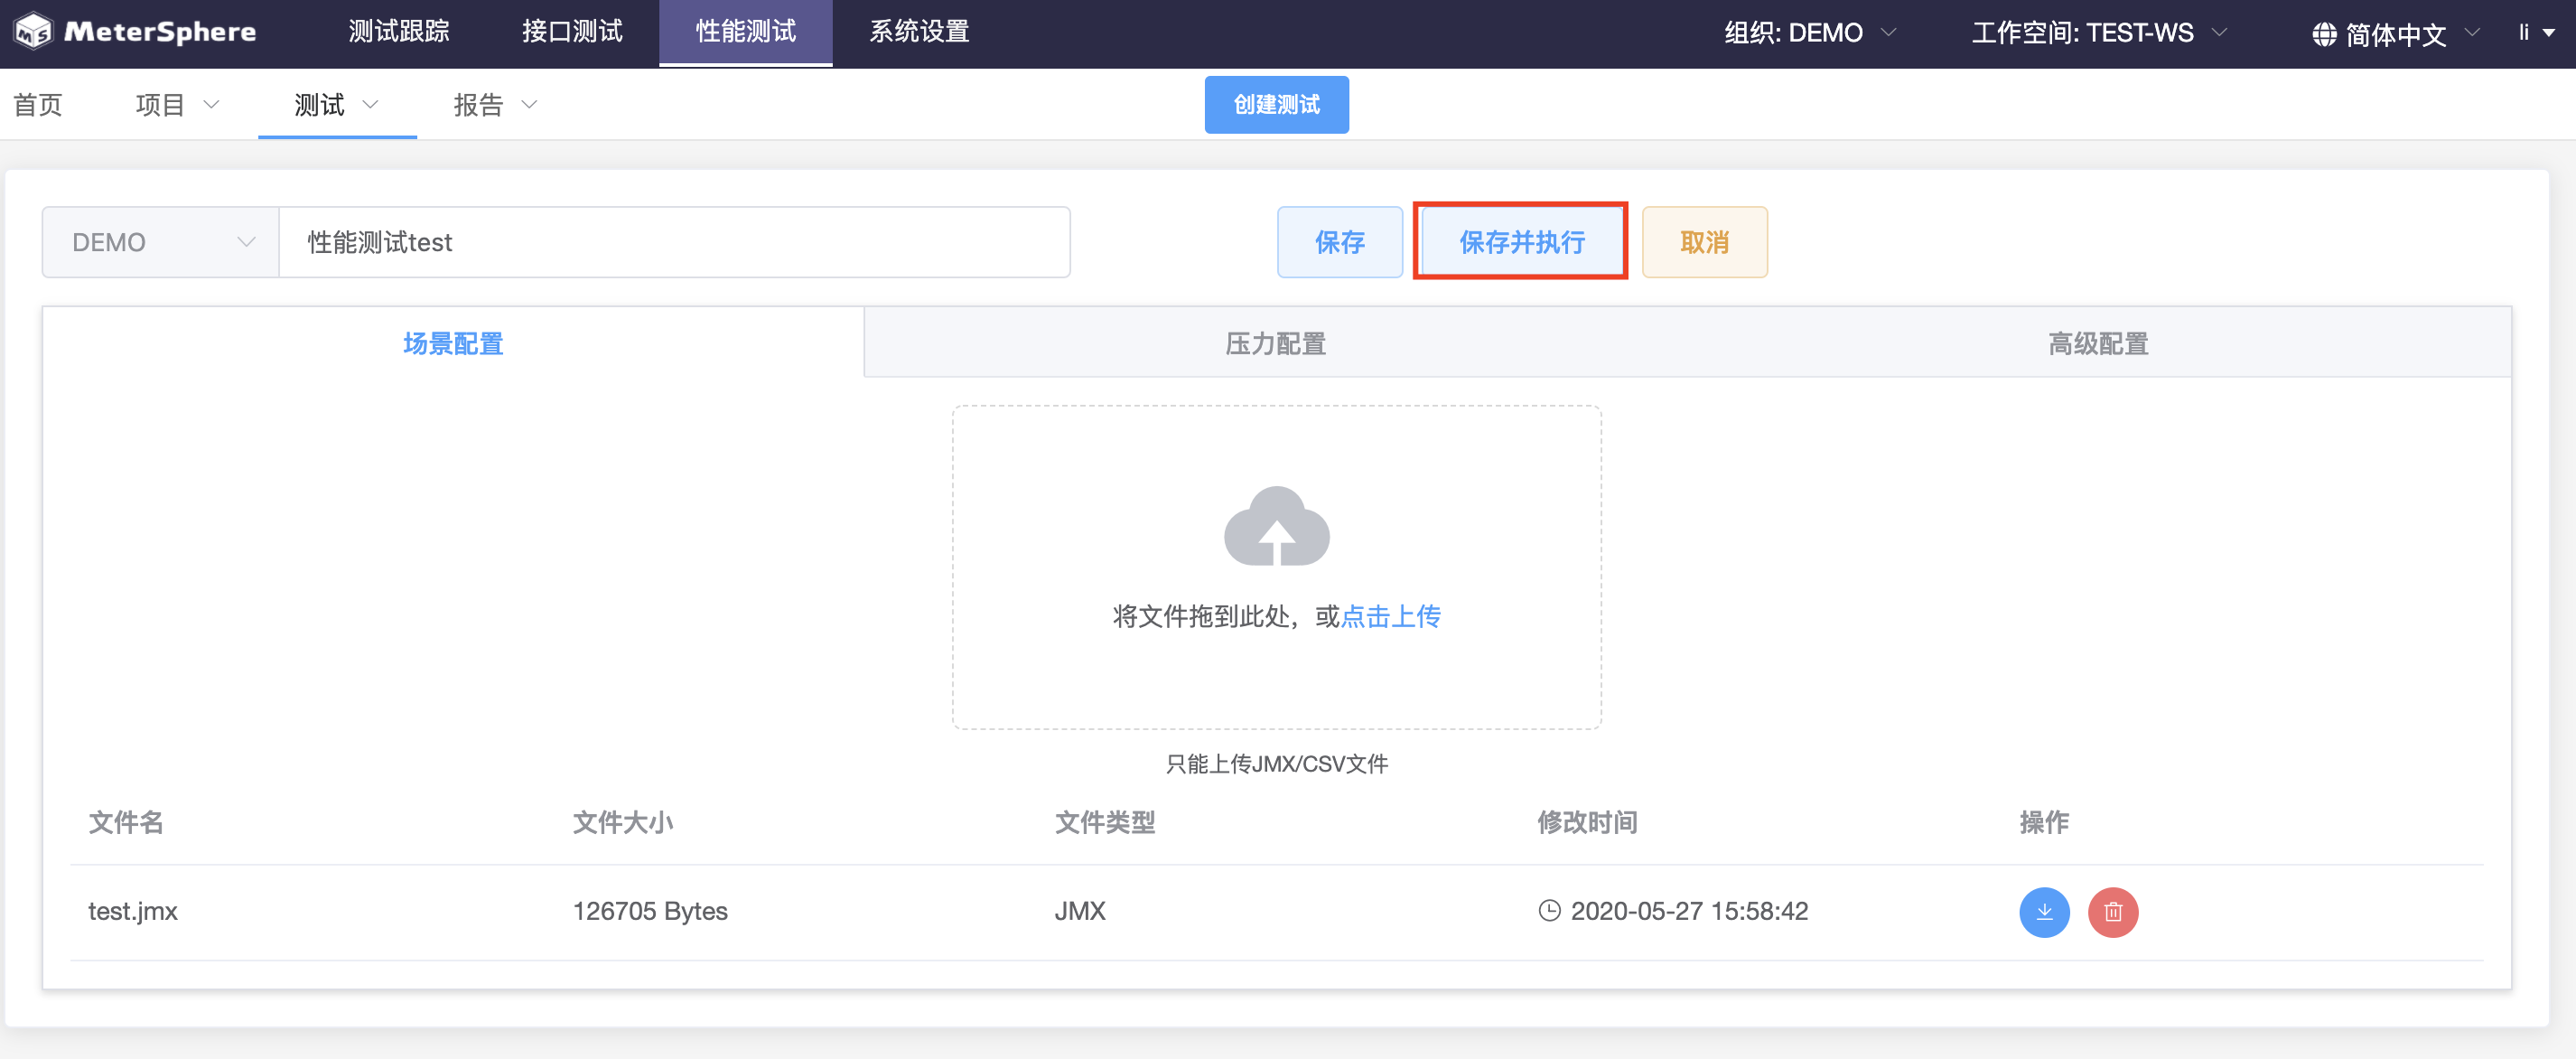 MeterSphere 测试跟踪 接口测试 性能测试 系统设置 组织: DEMO 工作空间: TEST-WS 简体中文 li
首页 项目 测试 报告 创建测试
DEMO 性能测试test 保存 保存并执行 取消
场景配置 压力配置 高级配置
将文件拖到此处，或点击上传
只能上传JMX/CSV文件
文件名 文件大小 文件类型 修改时间 操作
test.jmx 126705 Bytes JMX 2020-05-27 15:58:42